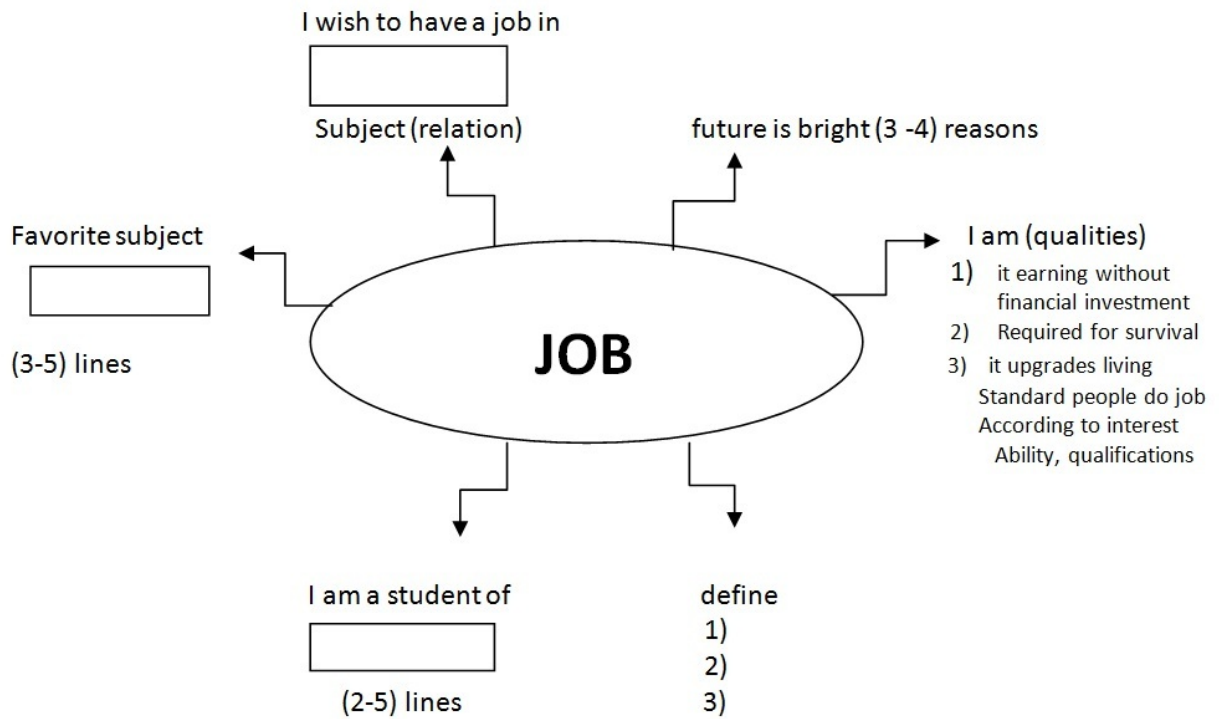 I wish to have a job in
Subject (relation)
future is bright (3 -4) reasons
Favorite subject
(3-5) lines
I am (qualities)
1) it earning without
financial investment
2) Required for survival
3) it upgrades living
Standard people do job
According to interest
Ability, qualifications
JOB
I am a student of
(2-5) lines
define
1)
2)
3)